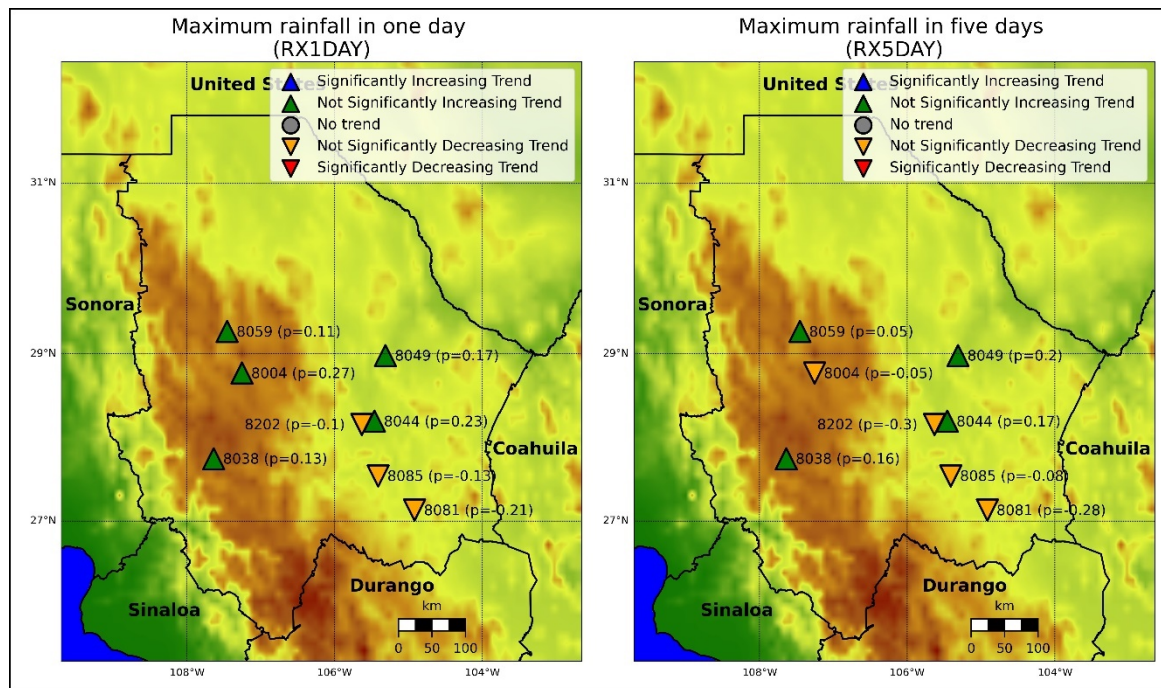 Maximum rainfall in one day
(RX1DAY)
United States
Significantly Increasing Trend
Not Significantly Increasing Trend
No trend
Not Significantly Decreasing Trend
Significantly Decreasing Trend
31°N
Sonora
8059 (p=0.11)
29°N
8049 (p=0.17)
8004 (p=0.27)
8202 (p=-0.1)
8044 (p=0.23)
Coahuila
8038 (p=0.13)
8085 (p=-0.13)
8081 (p=-0.21)
27°N
Durango
Sinaloa
km
0 50 100
108°W 106°W 104°W
Maximum rainfall in five days
(RX5DAY)
United States
Significantly Increasing Trend
Not Significantly Increasing Trend
No trend
Not Significantly Decreasing Trend
Significantly Decreasing Trend
31°N
Sonora
8059 (p=0.05)
29°N
8049 (p=0.2)
8004 (p=-0.05)
8202 (p=-0.3)
8044 (p=0.17)
Coahuila
8038 (p=0.16)
8085 (p=-0.08)
8081 (p=-0.28)
27°N
Durango
Sinaloa
km
0 50 100
108°W 106°W 104°W